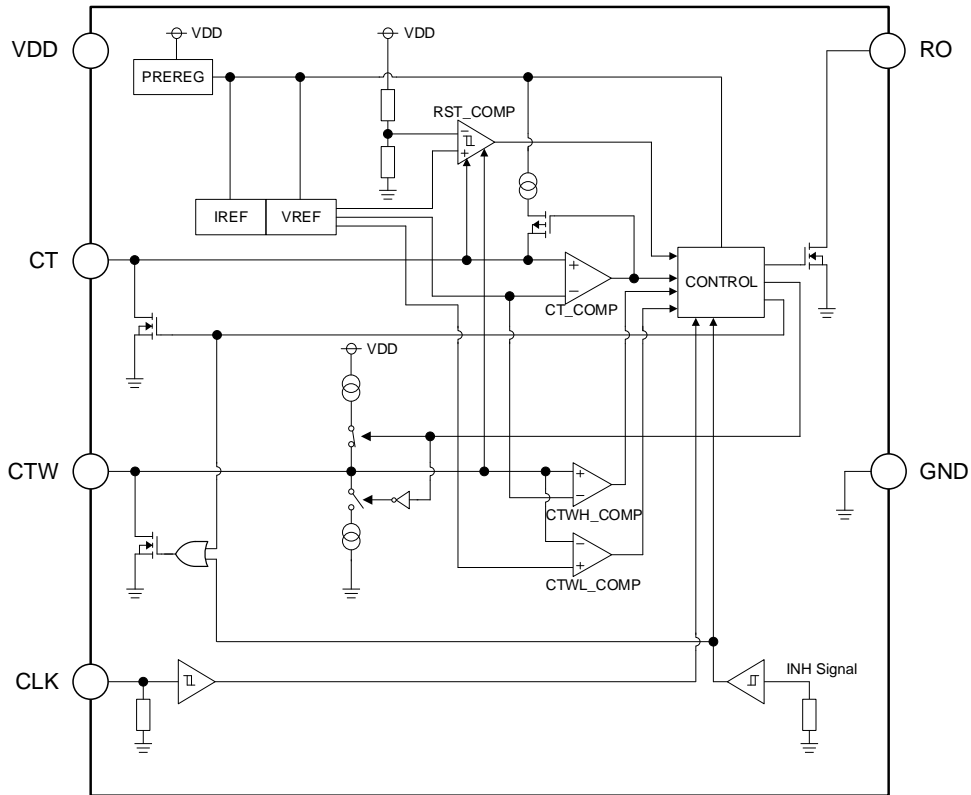 VDD
VDD
VDD
RO
PREREG
RST_COMP
IREF
VREF
CT
CONTROL
CT_COMP
VDD
CTW
GND
CTWH_COMP
CTWL_COMP
CLK
INH Signal